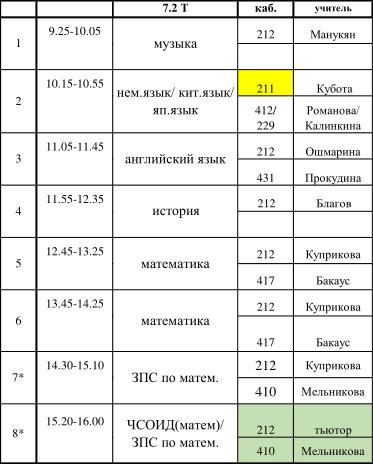 7.2 Т каб. учитель
1 9.25-10.05 музыка 212 Манукян
2 10.15-10.55 нем.язык/ кит.язык/ яп.язык 211 Кубота
412/ 229 Романова/ Калинкина
3 11.05-11.45 английский язык 212 Ошмарина
431 Прокудина
4 11.55-12.35 история 212 Благов
5 12.45-13.25 математика 212 Куприкова
417 Бакаус
6 13.45-14.25 математика 212 Куприкова
417 Бакаус
7* 14.30-15.10 ЗПС по матем. 212 Куприкова
410 Мельникова
8* 15.20-16.00 ЧСОИД(матем)/ ЗПС по матем. 212 тьютор
410 Мельникова